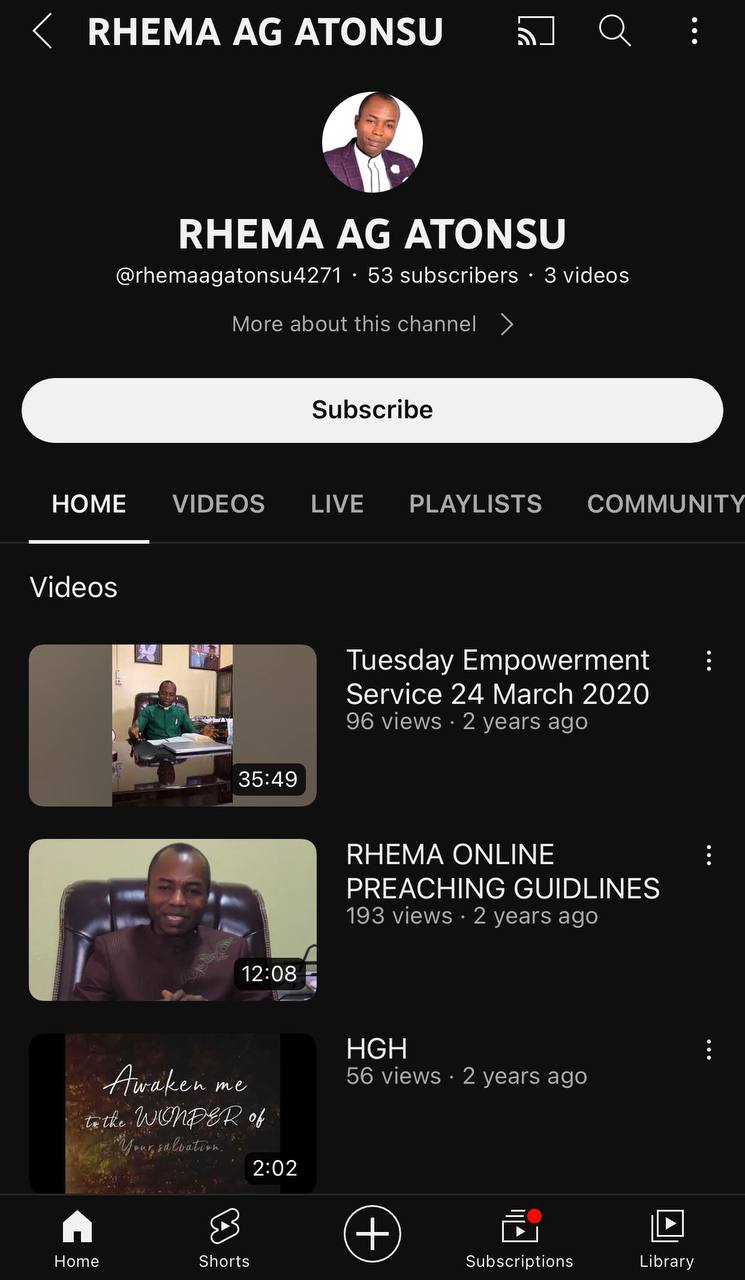 RHEMA AG ATONSU
RHEMA AG ATONSU
@rhemaagatonsu4271 · 53 subscribers · 3 videos
More about this channel
Subscribe
HOME VIDEOS LIVE PLAYLISTS COMMUNITY
Videos
Tuesday Empowerment
Service 24 March 2020
96 views · 2 years ago
35:49
RHEMA ONLINE
PREACHING GUIDLINES
193 views · 2 years ago
12:08
HGH
56 views · 2 years ago
Awaken me
to the WONDER of
Your salvation.
2:02
Home Shorts Subscriptions Library